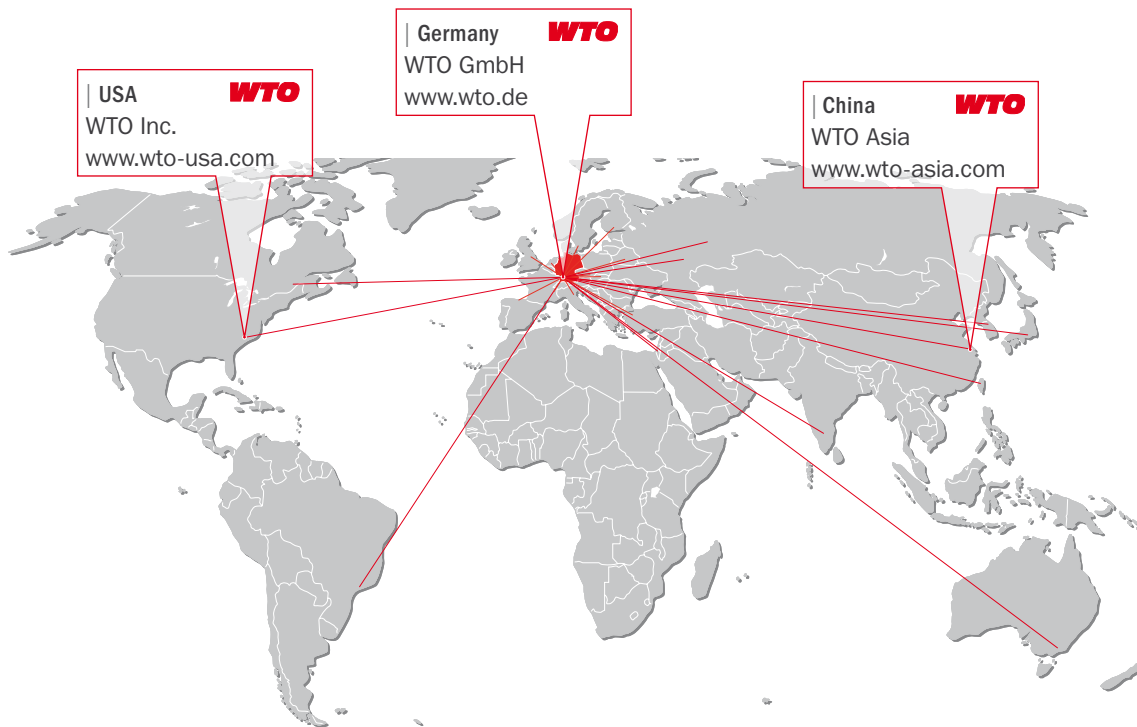 | USA WTO
WTO Inc.
www.wto-usa.com
| Germany WTO
WTO GmbH
www.wto.de
| China WTO
WTO Asia
www.wto-asia.com